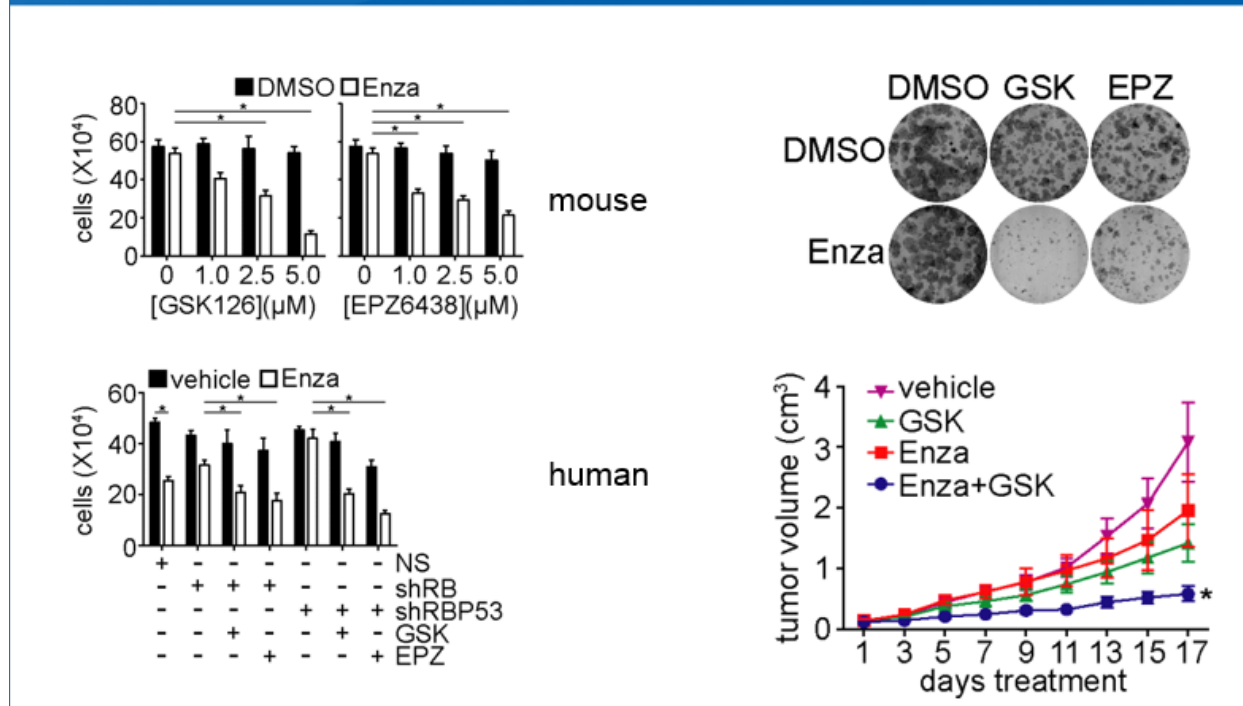 ■DMSO □Enza
80
60
40
20
0
cells (X10⁴)
* * * * *
0 1.0 2.5 5.0 0 1.0 2.5 5.0
[GSK126](µM) [EPZ6438](µM)
mouse
DMSO GSK EPZ
DMSO
Enza
■vehicle □Enza
60
40
20
0
cells (X10⁴)
* * * * *
+ - - - - - - NS
- + + + - - - shRB
- - - - + + + shRBP53
- - + - - + - GSK
- - - + - - + EPZ
human
4
3
2
1
0
tumor volume (cm³)
vehicle
GSK
Enza
Enza+GSK
*
1 3 5 7 9 11 13 15 17
days treatment